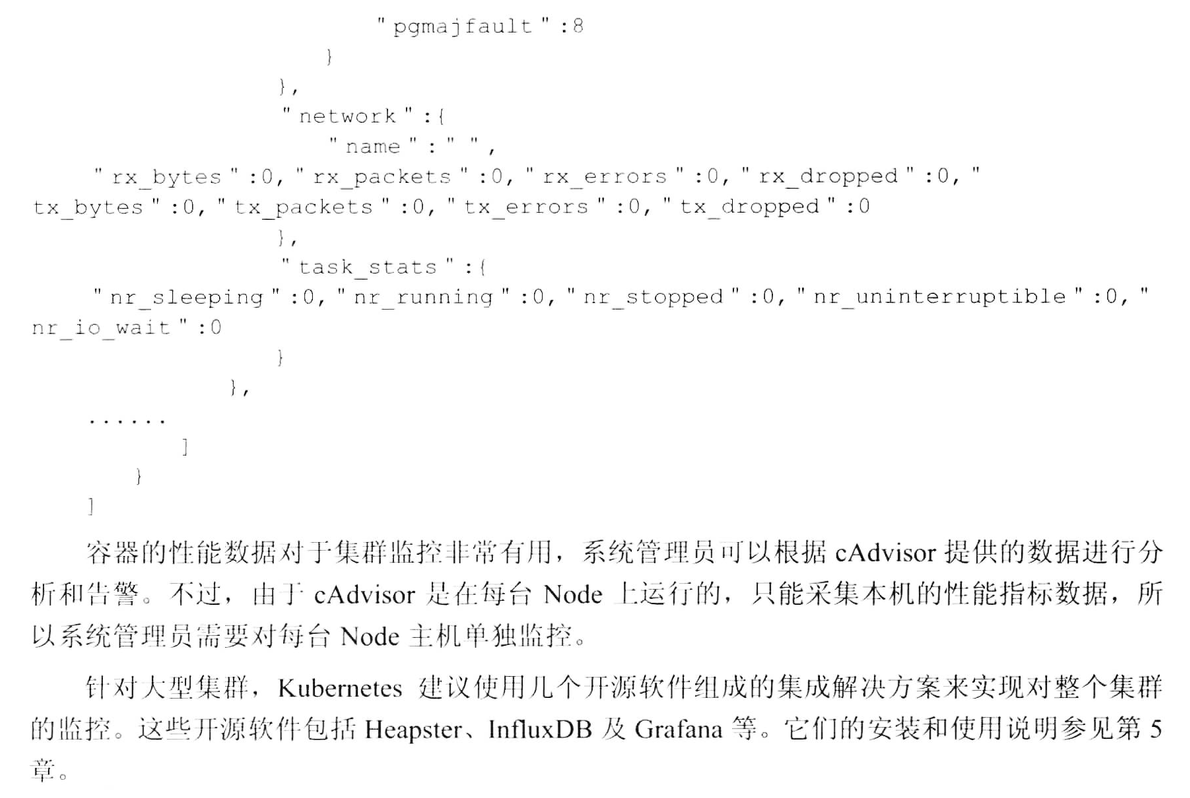 "pgmajfault":8
}
},
"network":{
"name":"",
"rx_bytes":0,"rx_packets":0,"rx_errors":0,"rx_dropped":0,"
tx_bytes":0,"tx_packets":0,"tx_errors":0,"tx_dropped":0
},
"task_stats":{
"nr_sleeping":0,"nr_running":0,"nr_stopped":0,"nr_uninterruptible":0,"
nr_io_wait":0
}
},
......
]
}
]
容器的性能数据对于集群监控非常有用，系统管理员可以根据 cAdvisor 提供的数据进行分
析和告警。不过，由于 cAdvisor 是在每台 Node 上运行的，只能采集本机的性能指标数据，所
以系统管理员需要对每台 Node 主机单独监控。
针对大型集群，Kubernetes 建议使用几个开源软件组成的集成解决方案来实现对整个集群
的监控。这些开源软件包括 Heapster、InfluxDB 及 Grafana 等。它们的安装和使用说明参见第 5
章。